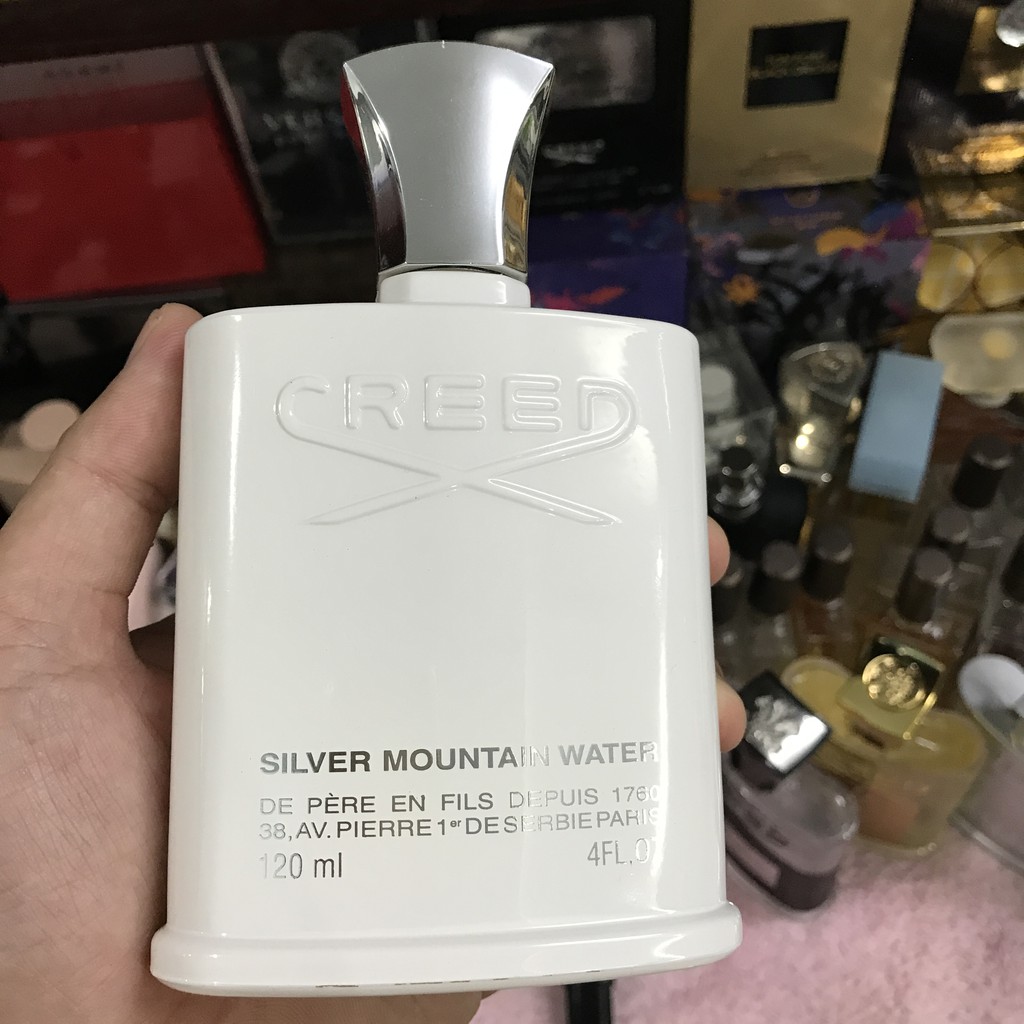 CREED
SILVER MOUNTAIN WATER
DE PÈRE EN FILS DEPUIS 1760
38, AV. PIERRE 1er DE SERBIE PARIS
120 ml 4FL.O